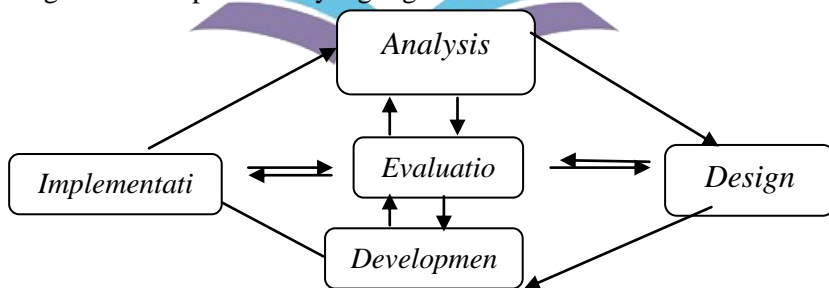 Analysis
Evaluatio
Implementati
Design
Developmen